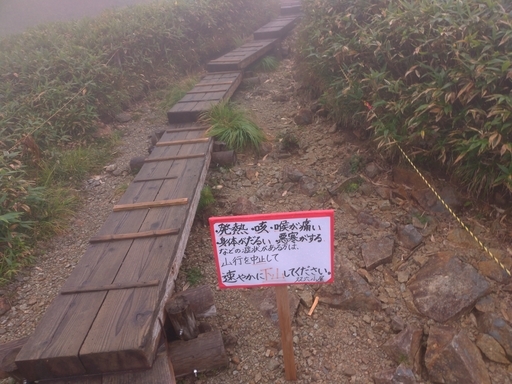 発熱・咳・喉が痛い
身体がだるい 悪寒がする
などの症状がある方は、
山行を中止して
速やかに下山してください。